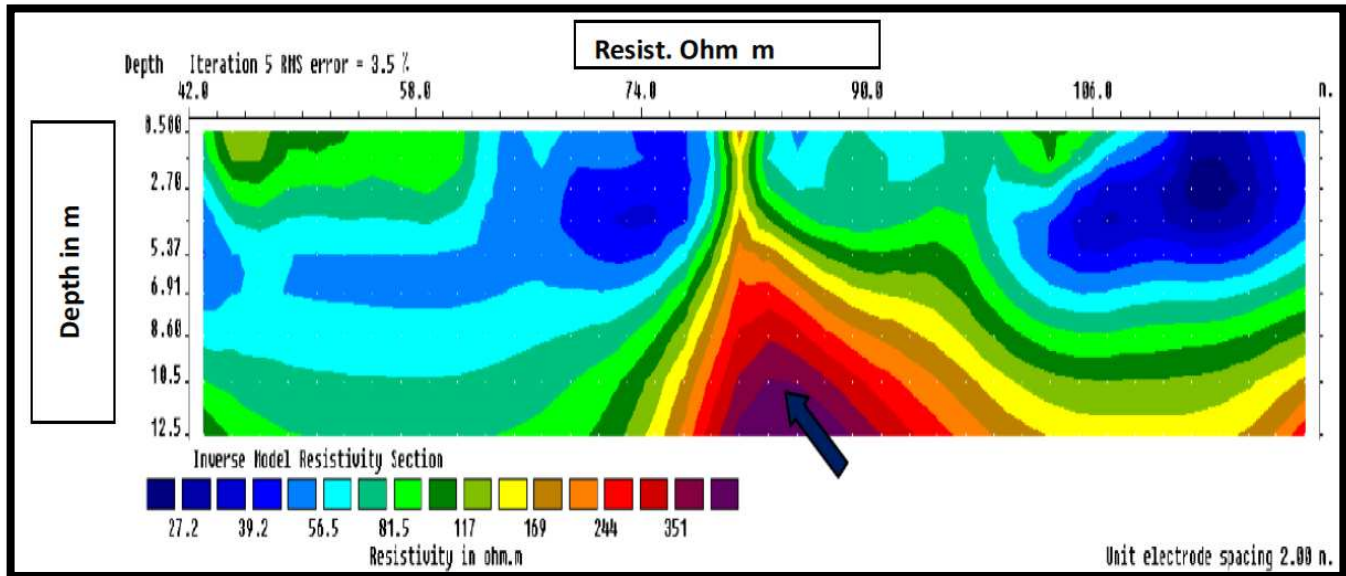 Resist. Ohm m
Depth Iteration 5 RMS error = 3.5 %
42.0 58.0 74.0 90.0 106.0 m.
Depth in m
0.500
2.78
5.37
6.91
8.60
10.5
12.5
Inverse Model Resistivity Section
27.2 39.2 56.5 81.5 117 169 244 351
Resistivity in ohm.m
Unit electrode spacing 2.00 m.